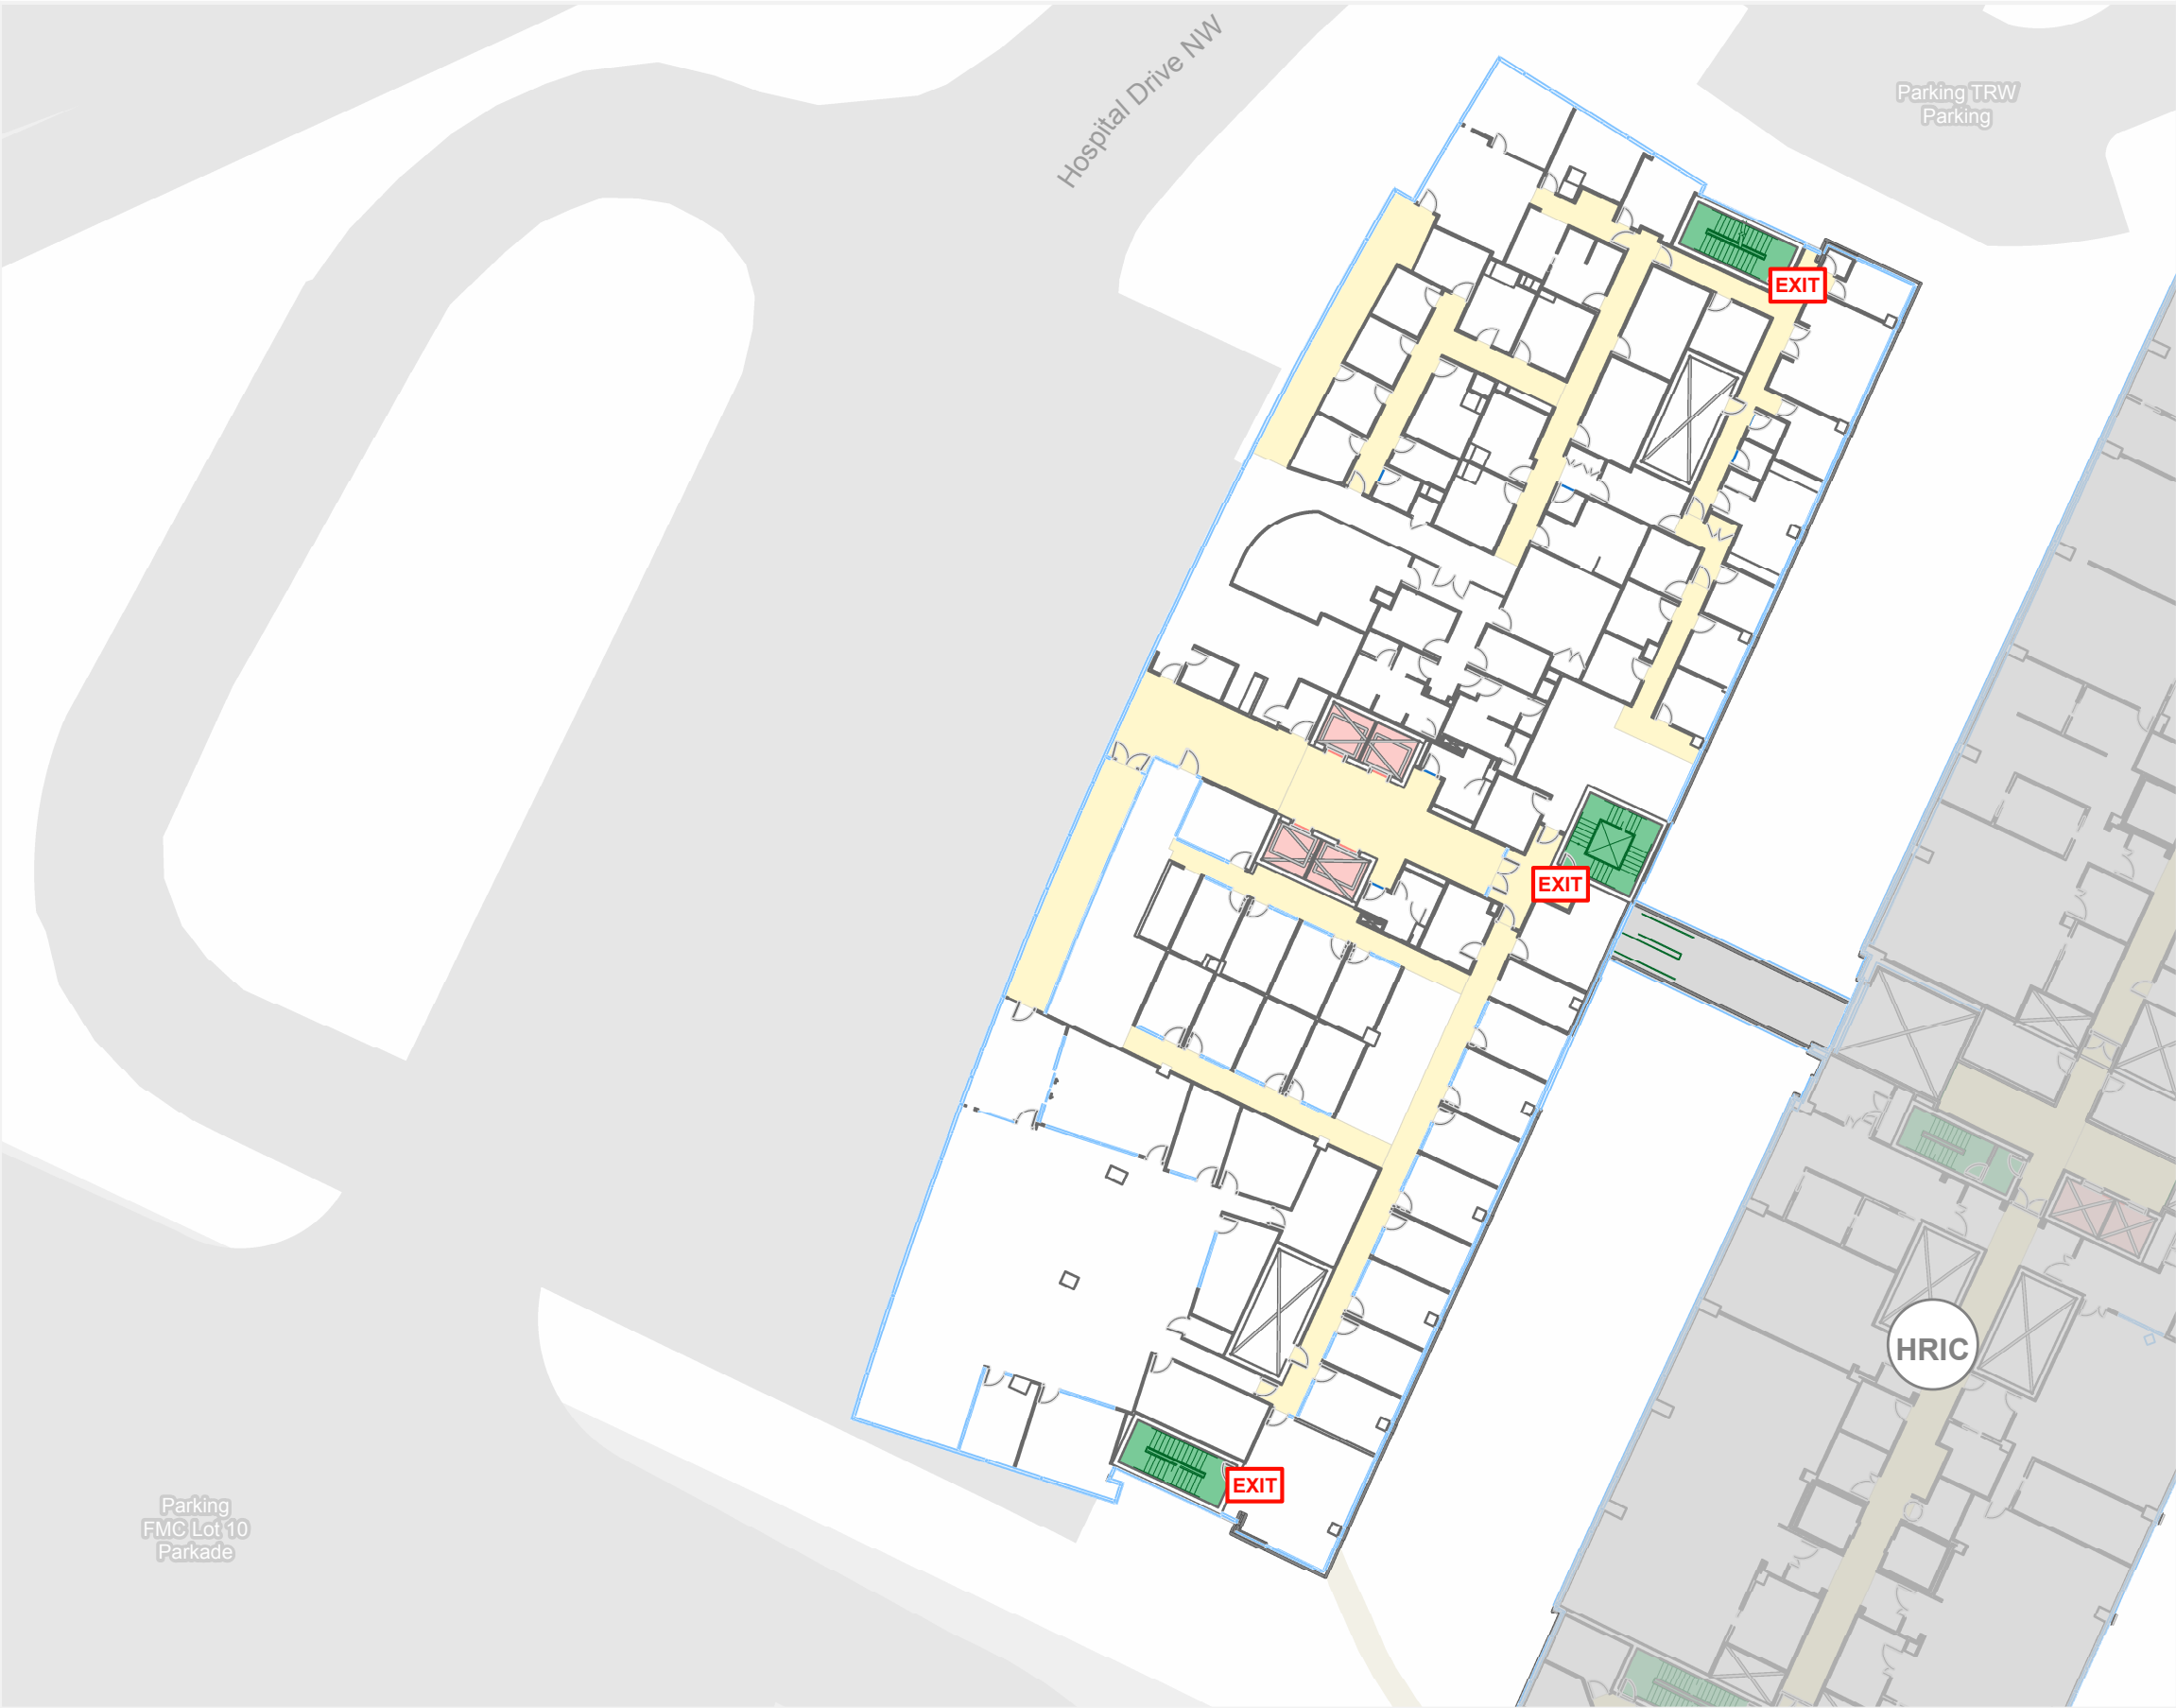 Hospital Drive NW
Parking TRW
Parking
EXIT
EXIT
HRIC
EXIT
Parking
FMC Lot 10
Parkade